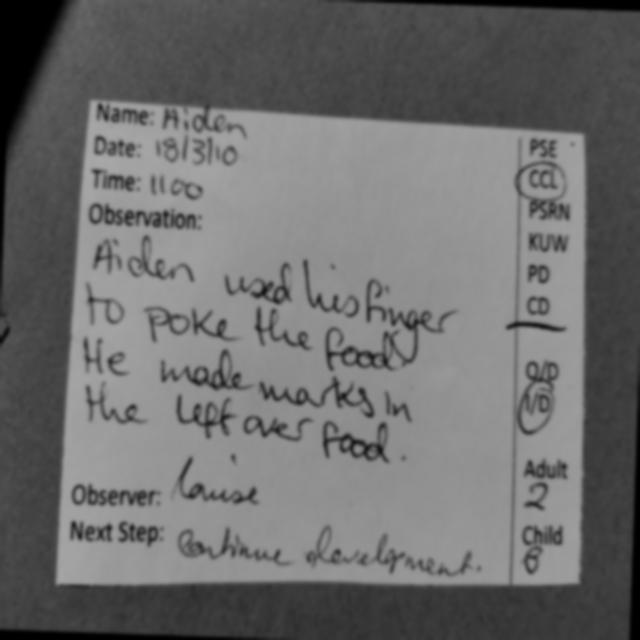 Name: Aiden
Date: 18/3/10
Time: 1100
Observation:
Aiden used his finger
to poke the food
He made marks in
the left over food.
Observer: Louise
Next Step: Continue development.
PSE
CCL
PSRN
KUW
PD
CD
O/D
I/D
Adult
2
Child
8